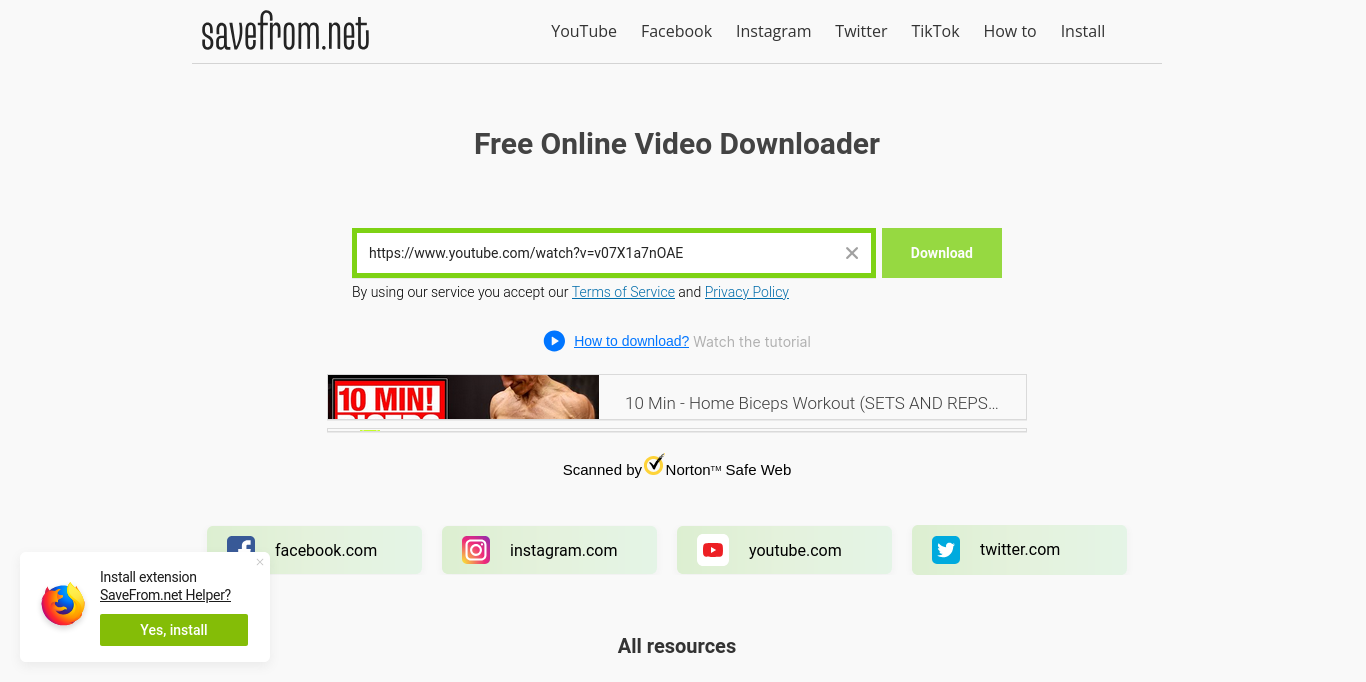 savefrom.net
YouTube Facebook Instagram Twitter TikTok How to Install
Free Online Video Downloader
https://www.youtube.com/watch?v=v07X1a7nOAE
Download
By using our service you accept our Terms of Service and Privacy Policy
How to download? Watch the tutorial
10 MIN!
10 Min - Home Biceps Workout (SETS AND REPS...
Scanned by Norton™ Safe Web
facebook.com
instagram.com
youtube.com
twitter.com
Install extension
SaveFrom.net Helper?
Yes, install
All resources